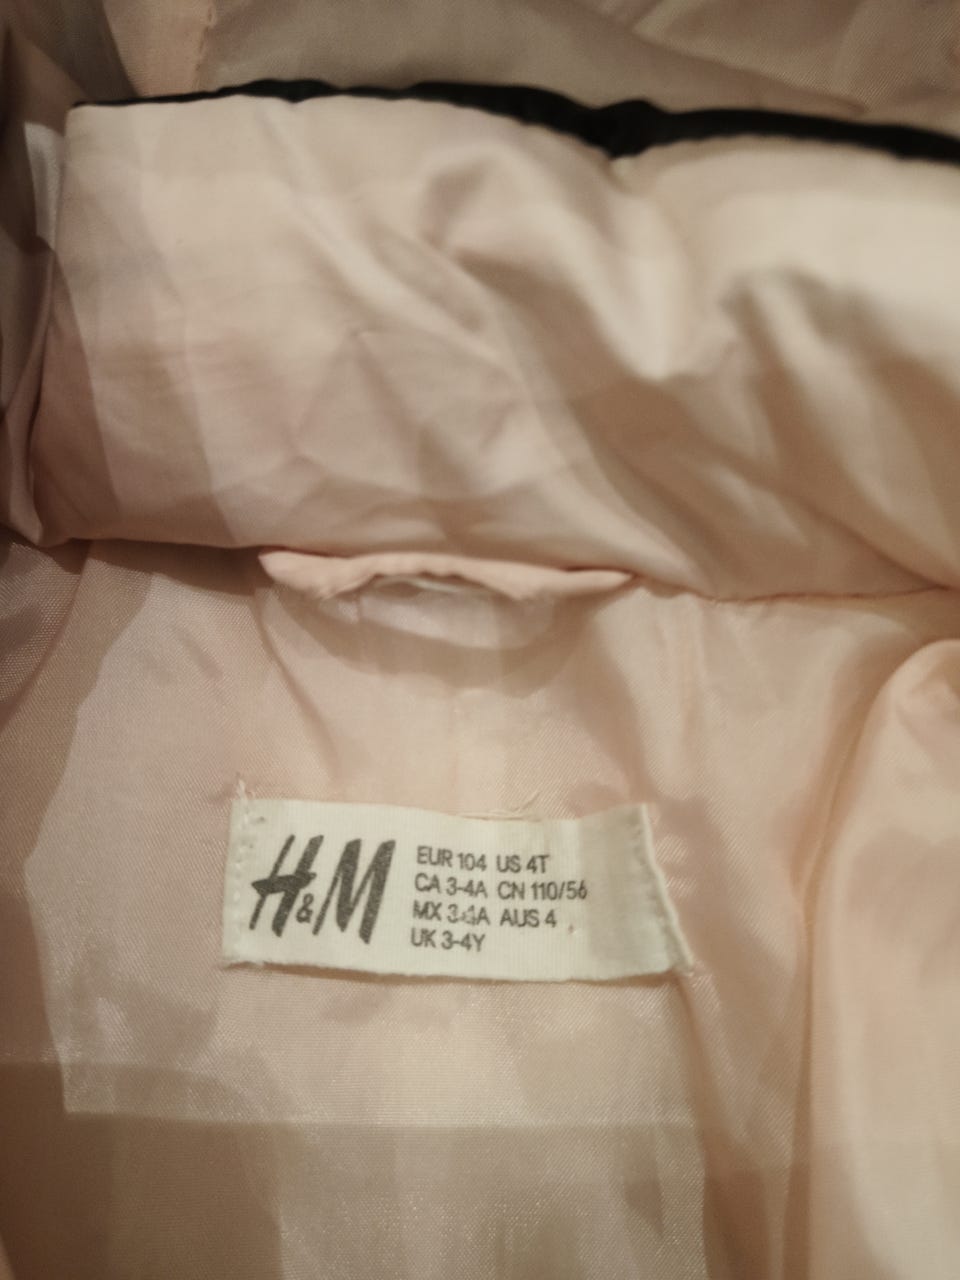 H&M
EUR 104 US 4T
CA 3-4A CN 110/56
MX 3-4A AUS 4
UK 3-4Y